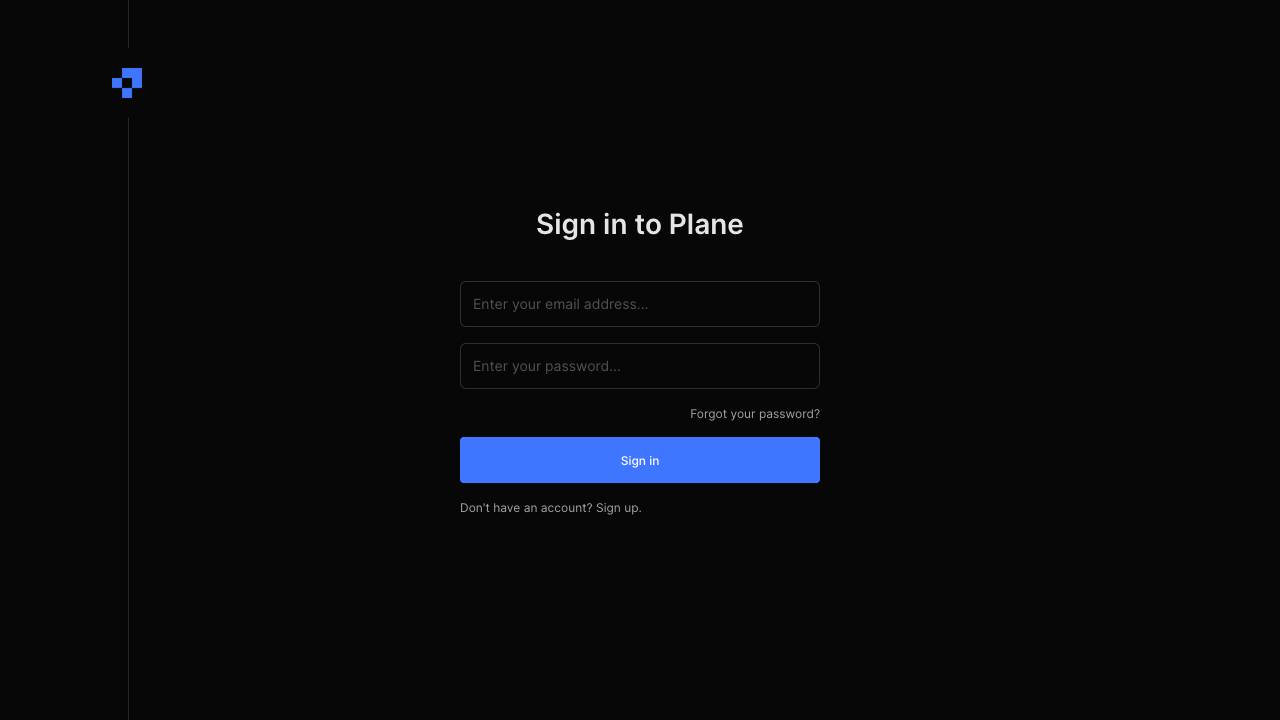 Sign in to Plane
Enter your email address...
Enter your password...
Forgot your password?
Sign in
Don't have an account? Sign up.